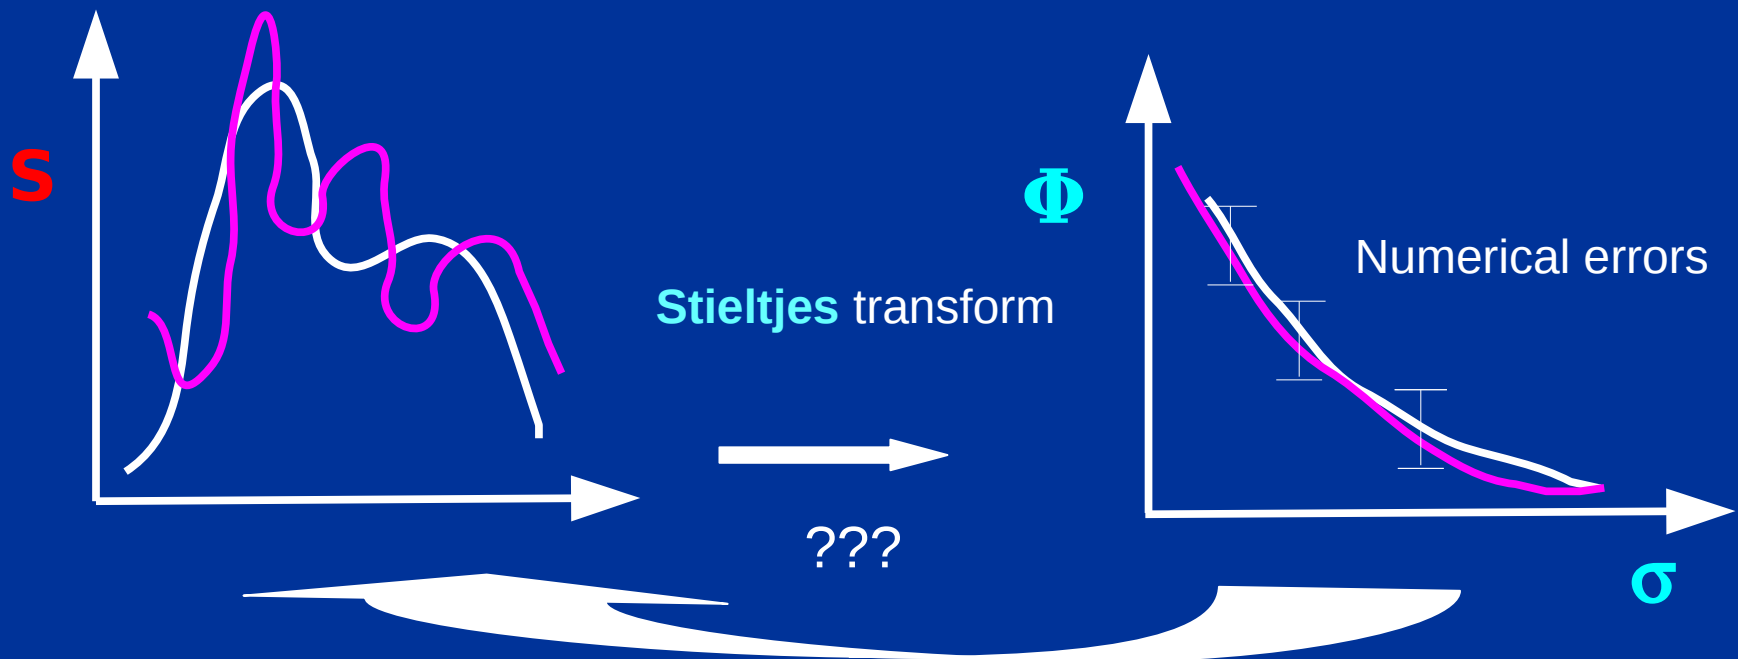 S
Φ
Numerical errors
Stieltjes transform
???
σ